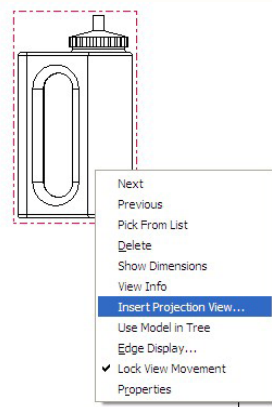 Next
Previous
Pick From List
Delete
Show Dimensions
View Info
Insert Projection View...
Use Model in Tree
Edge Display...
Lock View Movement
Properties